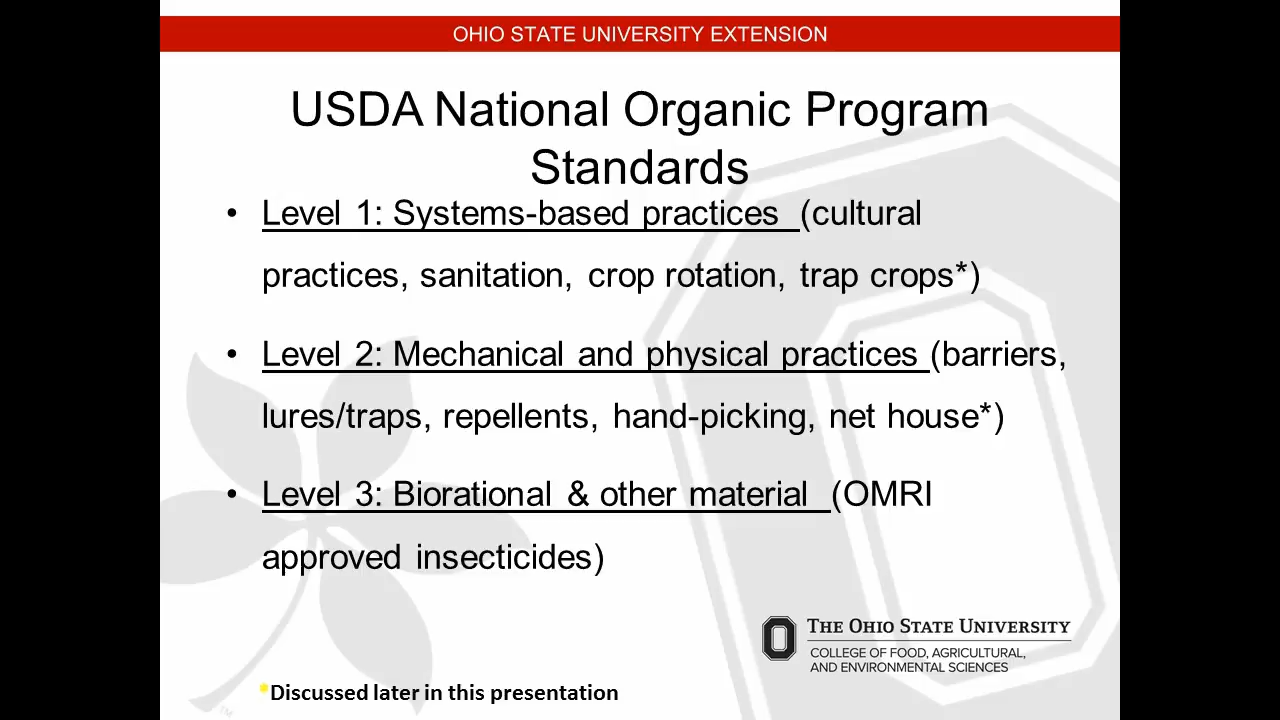 OHIO STATE UNIVERSITY EXTENSION
USDA National Organic Program
Standards
• Level 1: Systems-based practices (cultural
practices, sanitation, crop rotation, trap crops*)
• Level 2: Mechanical and physical practices (barriers,
lures/traps, repellents, hand-picking, net house*)
• Level 3: Biorational & other material (OMRI
approved insecticides)
THE OHIO STATE UNIVERSITY
COLLEGE OF FOOD, AGRICULTURAL,
AND ENVIRONMENTAL SCIENCES
*Discussed later in this presentation
TM